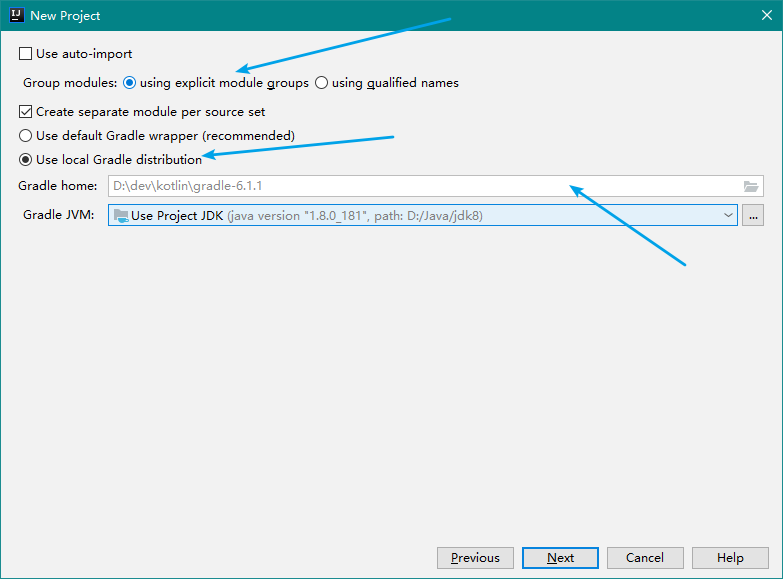 IJ New Project
Use auto-import
Group modules: using explicit module groups using qualified names
Create separate module per source set
Use default Gradle wrapper (recommended)
Use local Gradle distribution
Gradle home: D:\dev\kotlin\gradle-6.1.1
Gradle JVM: Use Project JDK (java version "1.8.0_181", path: D:/Java/jdk8) ...
Previous Next Cancel Help